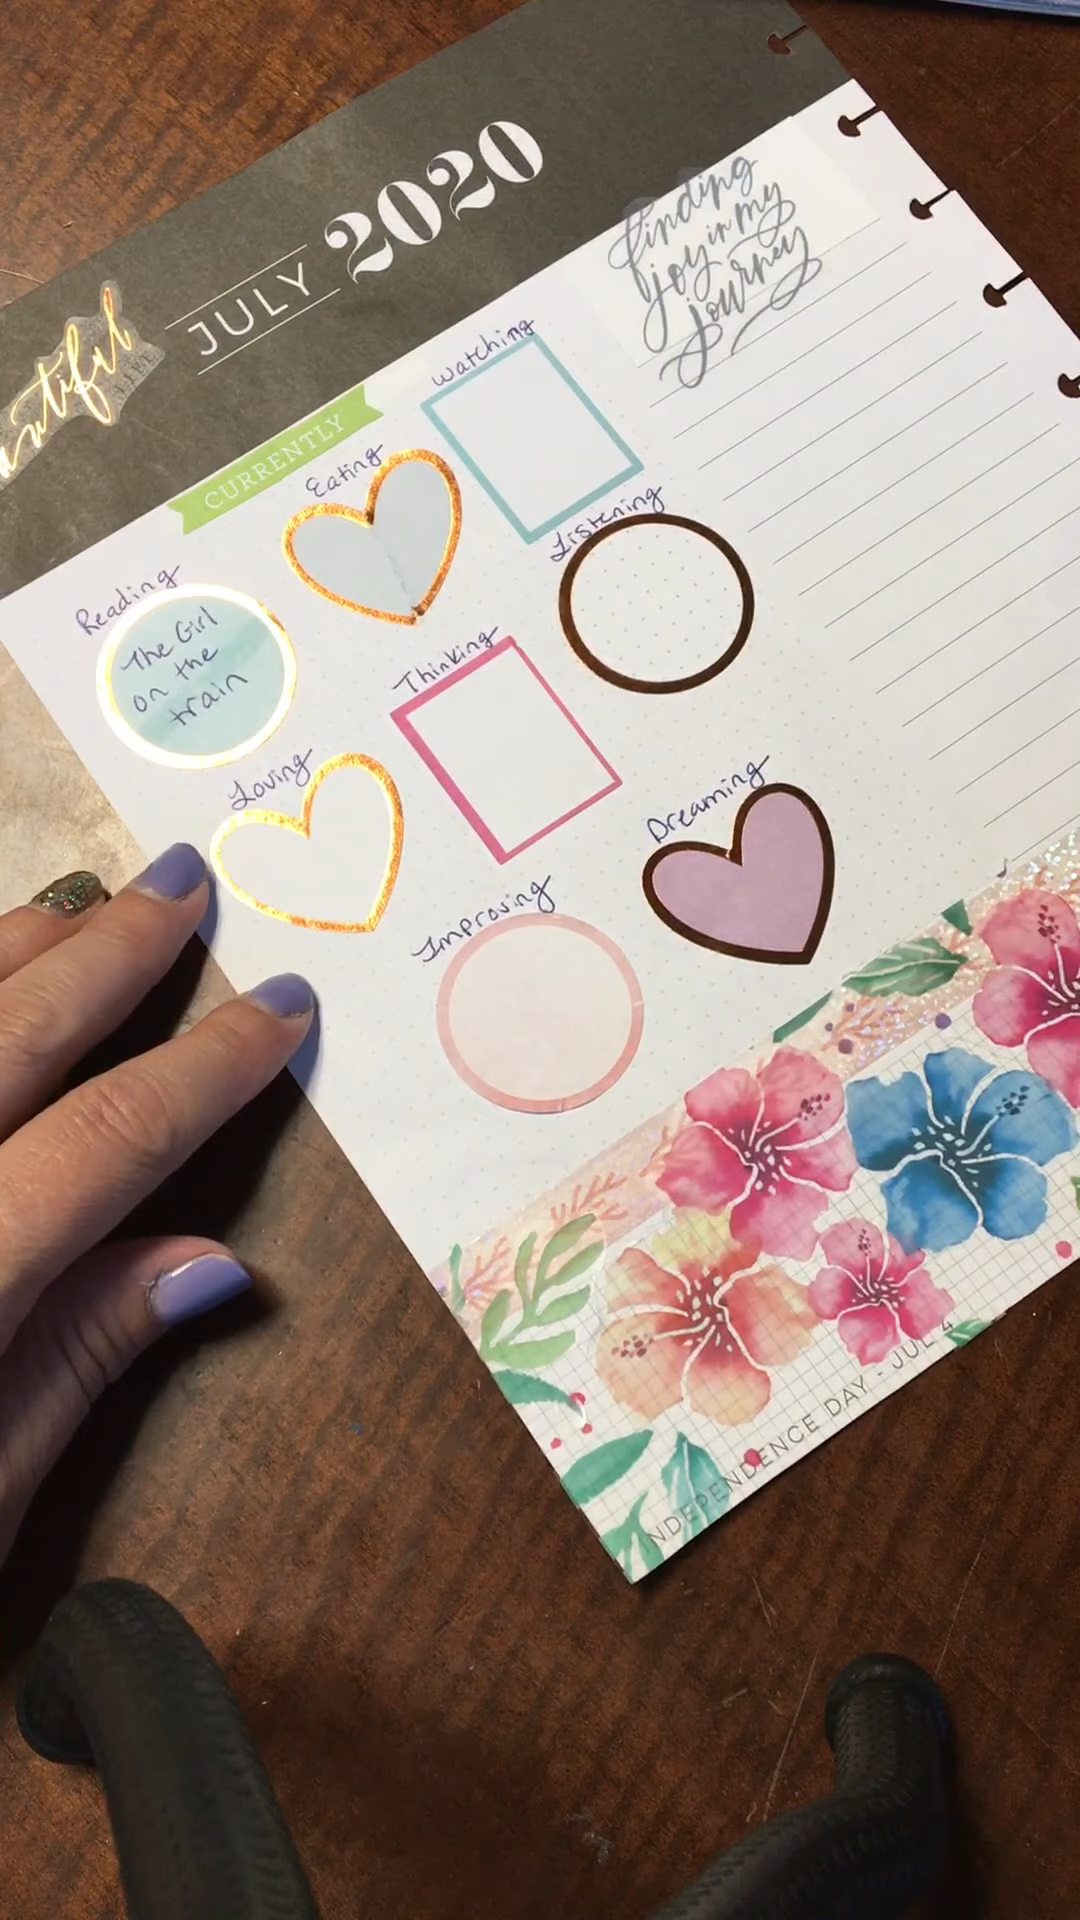 JULY 2020
LIFE
finding
joy in my
journey
CURRENTLY
Watching
Eating
Listening
Reading
The Girl
on the
train
Thinking
Loving
Dreaming
Improving
INDEPENDENCE DAY - JUL 4